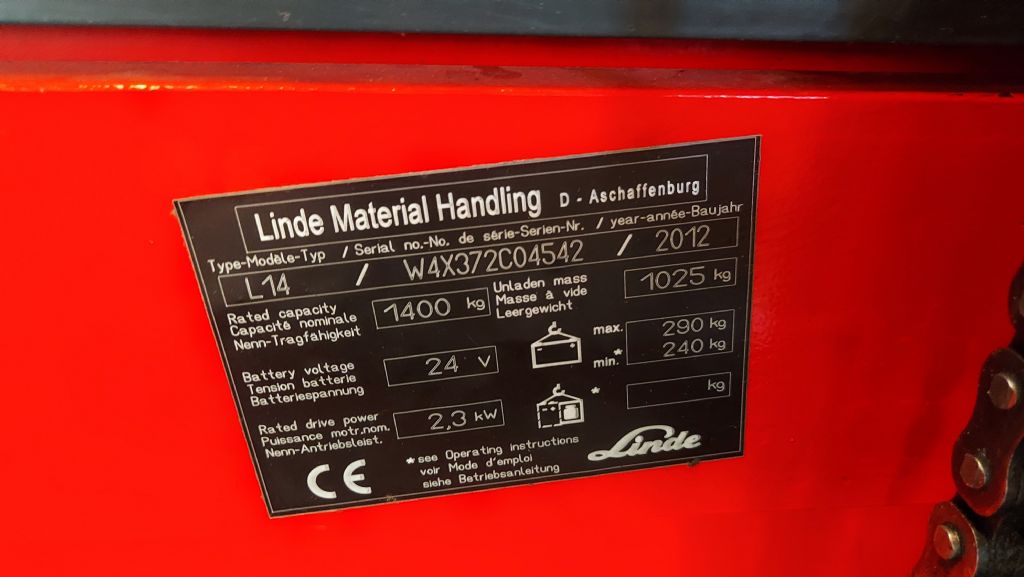 Linde Material Handling D - Aschaffenburg
Type-Modèle-Typ / Serial no.-No. de série-Serien-Nr. / year-année-Baujahr
L14 / W4X372C04542 / 2012
Rated capacity
Capacité nominale
Nenn-Tragfähigkeit
1400 kg
Unladen mass
Masse à vide
Leergewicht
1025 kg
Battery voltage
Tension batterie
Batteriespannung
24 V
max. 290 kg
min.* 240 kg
Rated drive power
Puissance motr.nom.
Nenn-Antriebsleist.
2,3 kW
* kg
CE
*see Operating instructions
voir Mode d'emploi
siehe Betriebsanleitung
Linde